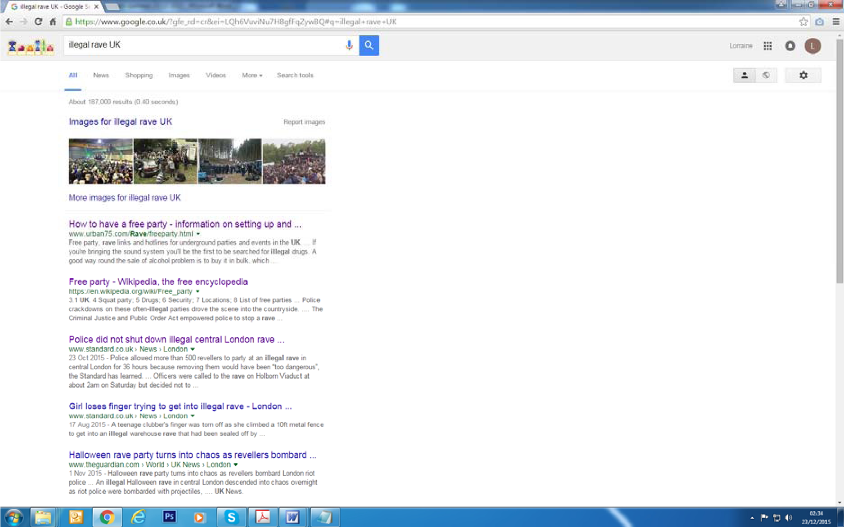 illegal rave UK - Google Se
https://www.google.co.uk/?gfe_rd=cr&ei=LQh6VuviNu7H8gfFqZywBQ#q=illegal+rave+UK
illegal rave UK
Lorraine
L
All News Shopping Images Videos More Search tools
About 187,000 results (0.40 seconds)
Images for illegal rave UK Report images
More images for illegal rave UK
How to have a free party - information on setting up and ...
www.urban75.com/Rave/freeparty.html
Free party, rave links and hotlines for underground parties and events in the UK. ... If
you're bringing the sound system you'll be the first to be searched for illegal drugs. A
good way round the sale of alcohol problem is to buy it in bulk, which ...
Free party - Wikipedia, the free encyclopedia
https://en.wikipedia.org/wiki/Free_party
3.1 UK. 4 Squat party; 5 Drugs; 6 Security; 7 Locations; 8 List of free parties ... Police
crackdowns on these often-illegal parties drove the scene into the countryside. .... The
Criminal Justice and Public Order Act empowered police to stop a rave ...
Police did not shut down illegal central London rave ...
www.standard.co.uk › News › London
23 Oct 2015 - Police allowed more than 500 revellers to party at an illegal rave in
central London for 36 hours because removing them would have been "too dangerous",
the Standard has learned. ... Officers were called to the rave on Holborn Viaduct at
about 2am on Saturday but decided not to ...
Girl loses finger trying to get into illegal rave - London ...
www.standard.co.uk › News › London
17 Aug 2015 - A teenage clubber's finger was torn off as she climbed a 10ft metal fence
to get into an illegal warehouse rave that had been sealed off by ...
Halloween rave party turns into chaos as revellers bombard ...
www.theguardian.com › World › UK News › London
1 Nov 2015 - Halloween rave party turns into chaos as revellers bombard London riot
police ... An illegal Halloween rave in central London descended into chaos overnight
as riot police were bombarded with projectiles, .... UK News.
03:34
23/12/2015